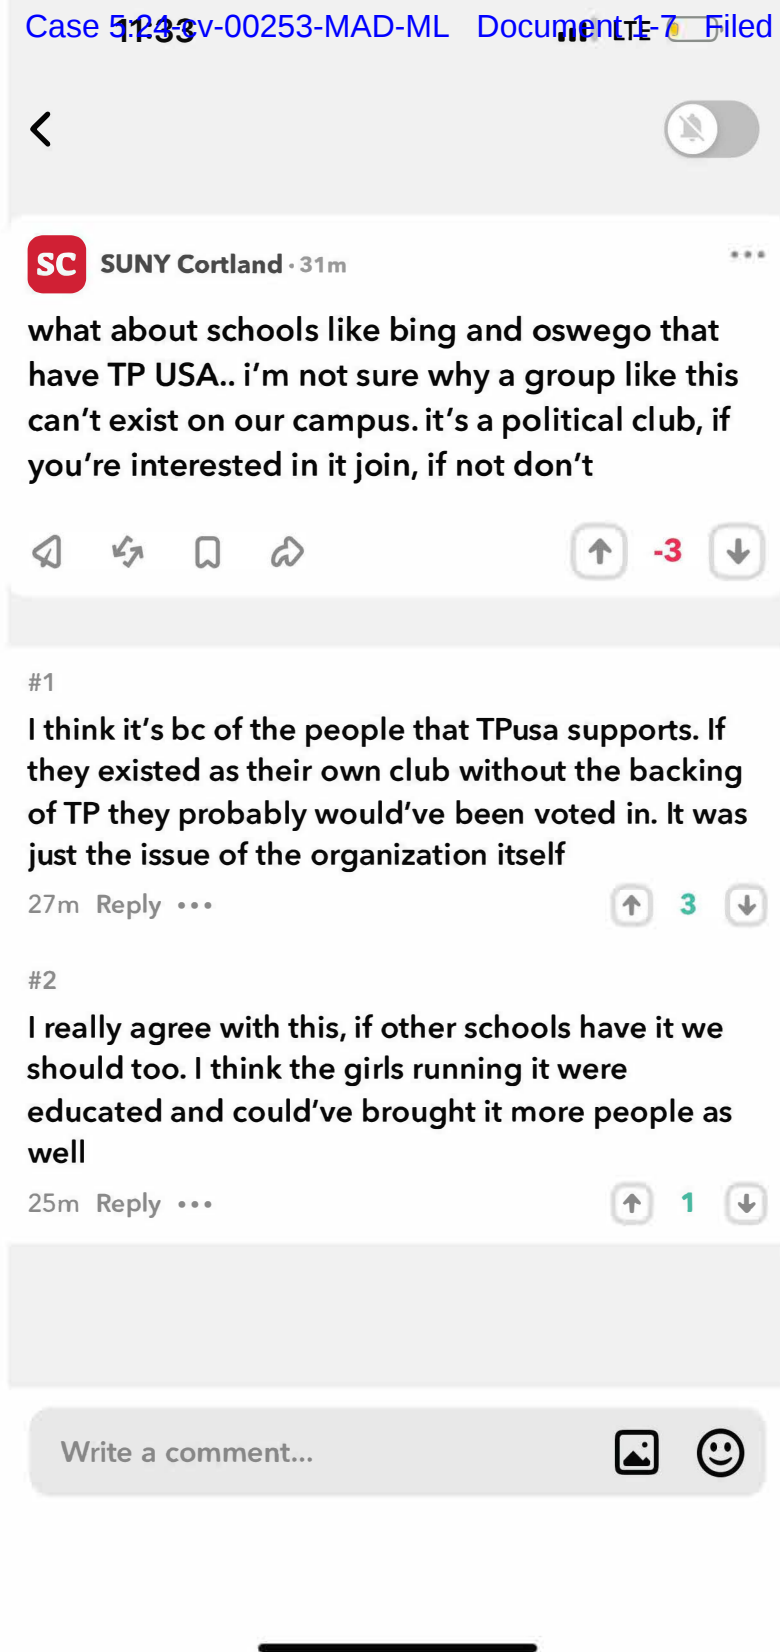 Case 5:24-cv-00253-MAD-ML Document 1-7 Filed
11:33 LTE
SC SUNY Cortland · 31m
what about schools like bing and oswego that
have TP USA.. i’m not sure why a group like this
can’t exist on our campus. it’s a political club, if
you’re interested in it join, if not don’t
-3
#1
I think it’s bc of the people that TPusa supports. If
they existed as their own club without the backing
of TP they probably would’ve been voted in. It was
just the issue of the organization itself
27m Reply •••
3
#2
I really agree with this, if other schools have it we
should too. I think the girls running it were
educated and could’ve brought it more people as
well
25m Reply •••
1
Write a comment...